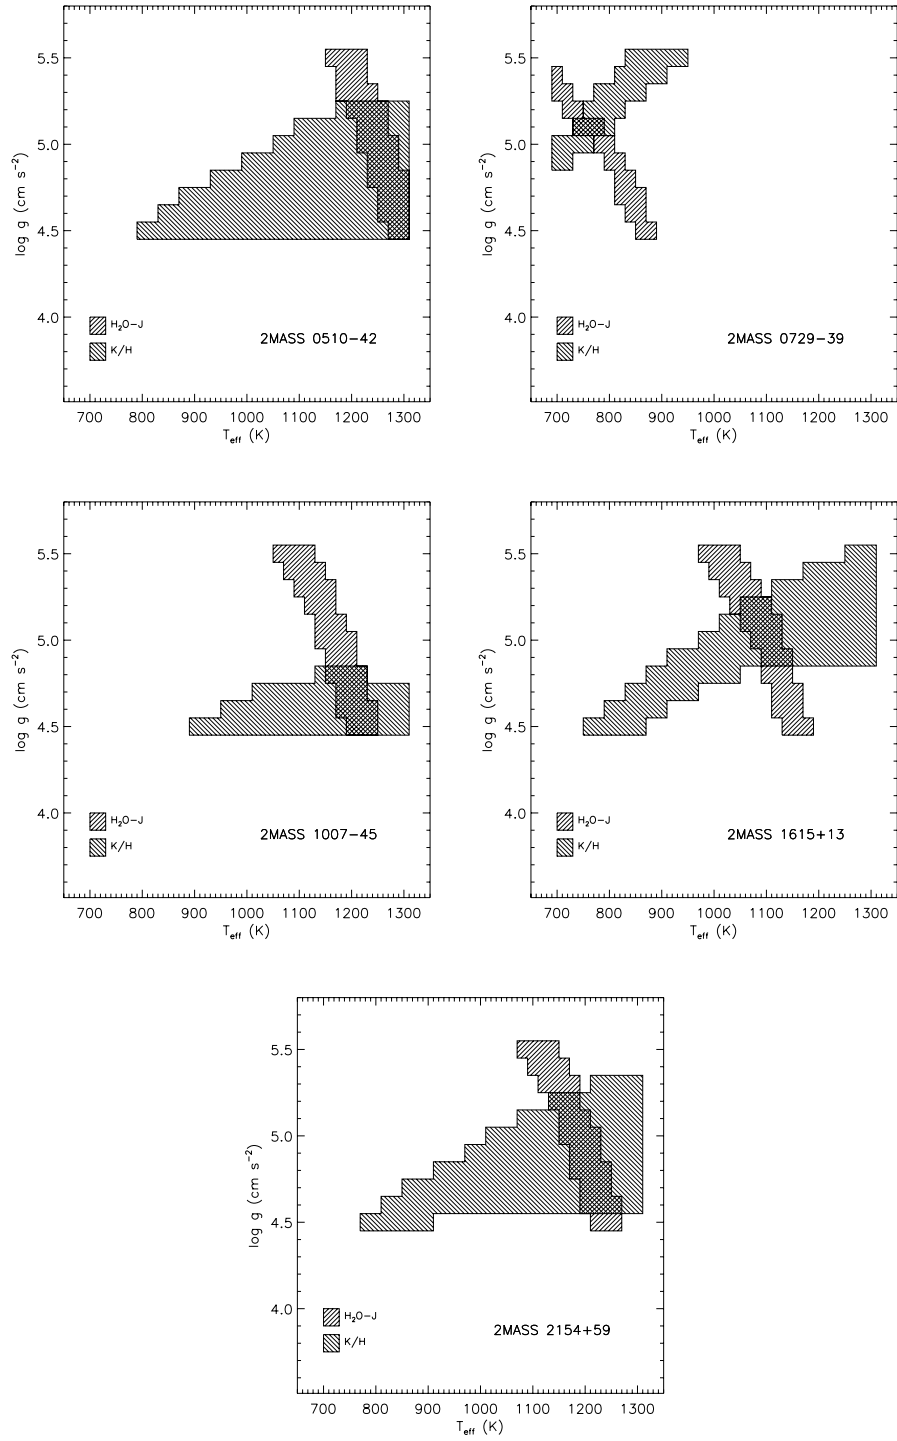 5.5
5.0
4.5
4.0
log g (cm s⁻²)
H₂O−J
K/H
2MASS 0510−42
700 800 900 1000 1100 1200 1300
T_eff (K)
5.5
5.0
4.5
4.0
log g (cm s⁻²)
H₂O−J
K/H
2MASS 0729−39
700 800 900 1000 1100 1200 1300
T_eff (K)
5.5
5.0
4.5
4.0
log g (cm s⁻²)
H₂O−J
K/H
2MASS 1007−45
700 800 900 1000 1100 1200 1300
T_eff (K)
5.5
5.0
4.5
4.0
log g (cm s⁻²)
H₂O−J
K/H
2MASS 1615+13
700 800 900 1000 1100 1200 1300
T_eff (K)
5.5
5.0
4.5
4.0
log g (cm s⁻²)
H₂O−J
K/H
2MASS 2154+59
700 800 900 1000 1100 1200 1300
T_eff (K)